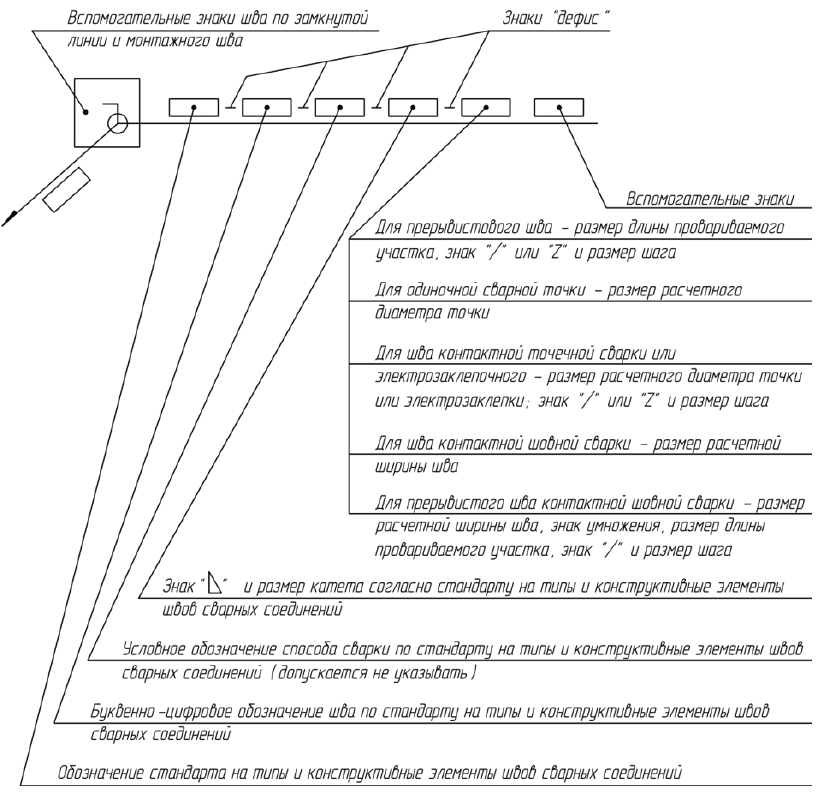 Вспомогательные знаки шва по замкнутой
линии и монтажного шва
Знаки "дефис"
Вспомогательные знаки
Для прерывистового шва – размер длины провариваемого
участка, знак "/" или "Z" и размер шага
Для одиночной сварной точки – размер расчетного
диаметра точки
Для шва контактной точечной сварки или
электрозаклепочного – размер расчетного диаметра точки
или электрозаклепки; знак "/" или "Z" и размер шага
Для шва контактной шовной сварки – размер расчетной
ширины шва
Для прерывистого шва контактной шовной сварки – размер
расчетной ширины шва, знак умножения, размер длины
провариваемого участка, знак "/" и размер шага
Знак "◺" и размер катета согласно стандарту на типы и конструктивные элементы
швов сварных соединений
Условное обозначение способа сварки по стандарту на типы и конструктивные элементы швов
сварных соединений (допускается не указывать)
Буквенно-цифровое обозначение шва по стандарту на типы и конструктивные элементы швов
сварных соединений
Обозначение стандарта на типы и конструктивные элементы швов сварных соединений